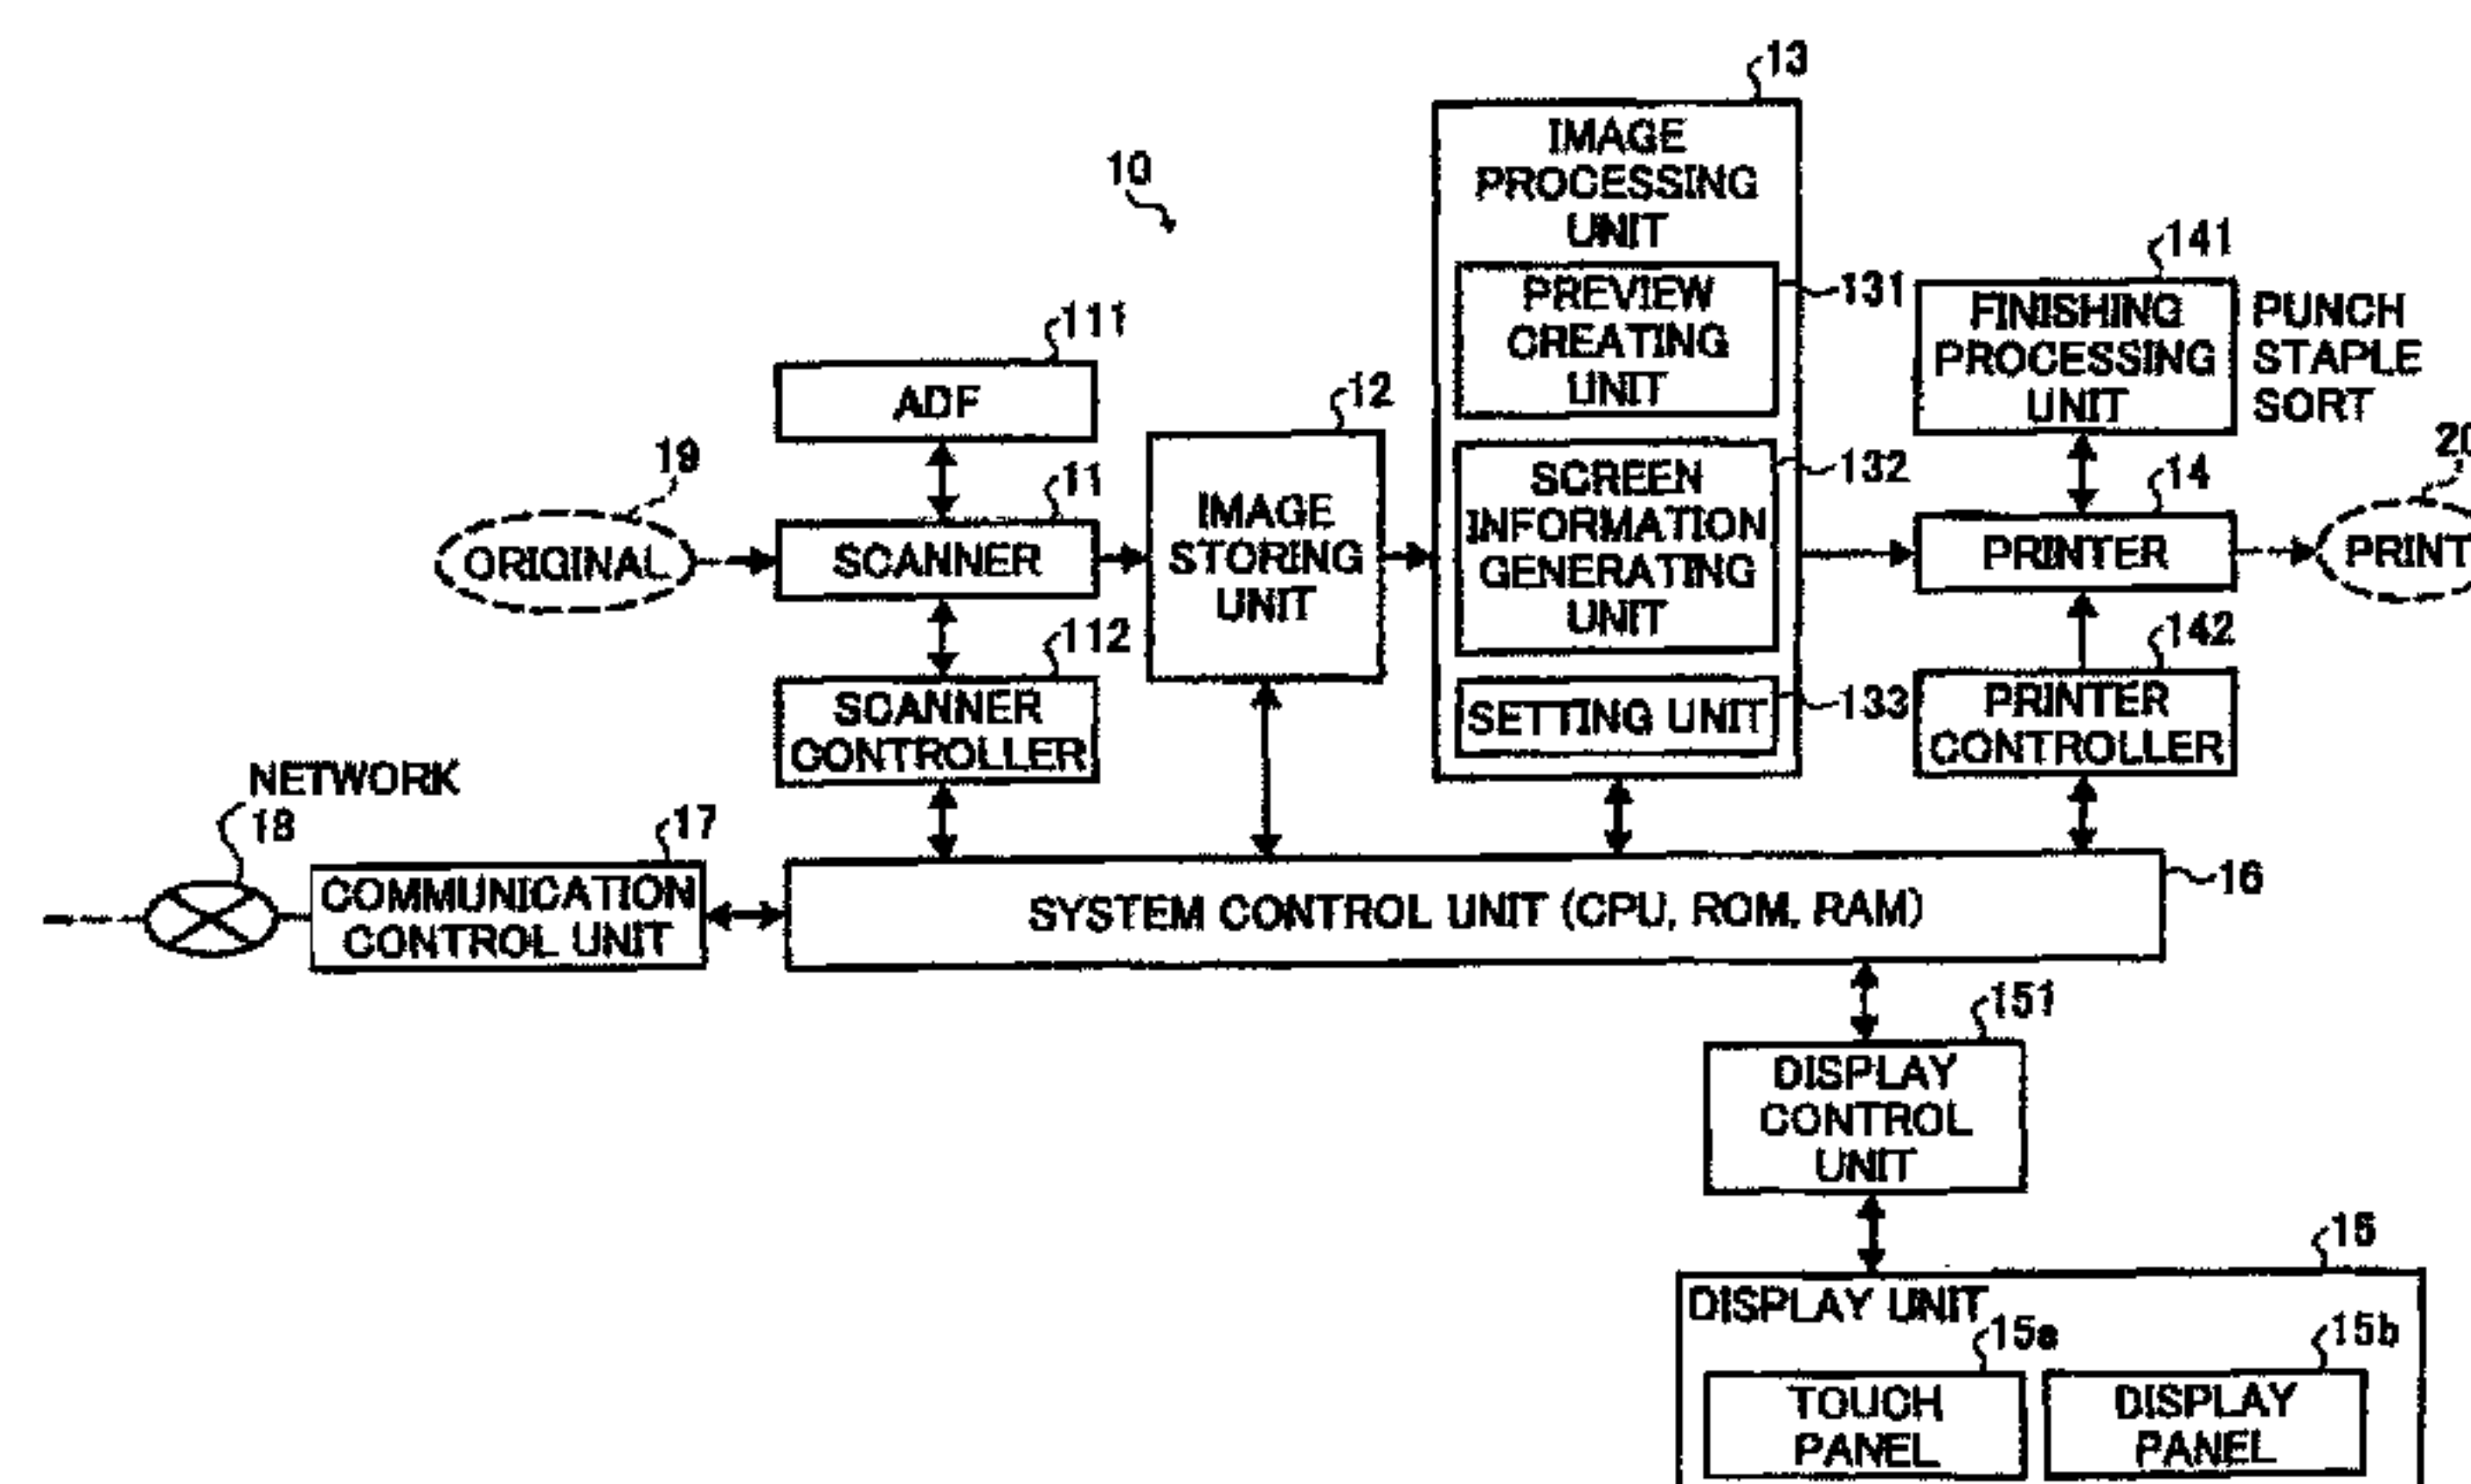 13
IMAGE
PROCESSING
UNIT
10
141
PREVIEW
CREATING
UNIT
131
FINISHING
PROCESSING
UNIT
PUNCH
STAPLE
SORT
111
ADF
12
19
11
SCREEN
INFORMATION
GENERATING
UNIT
132
14
20
ORIGINAL
SCANNER
IMAGE
STORING
UNIT
PRINTER
PRINT
112
142
SCANNER
CONTROLLER
SETTING UNIT
133
PRINTER
CONTROLLER
NETWORK
18
17
COMMUNICATION
CONTROL UNIT
SYSTEM CONTROL UNIT (CPU, ROM, RAM)
16
151
DISPLAY
CONTROL
UNIT
15
DISPLAY UNIT
15a
15b
TOUCH
PANEL
DISPLAY
PANEL